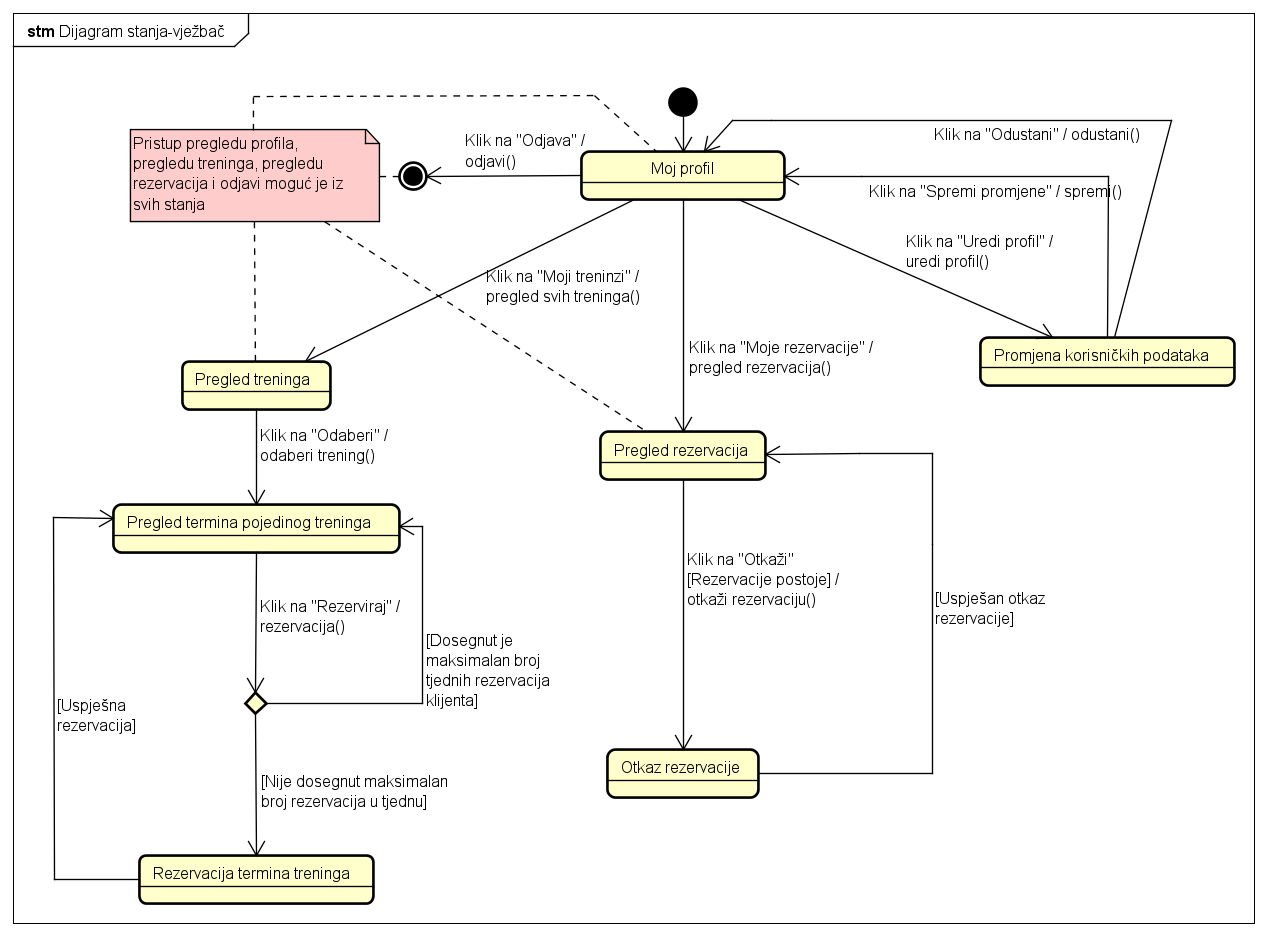 stm Dijagram stanja-vježbač
Pristup pregledu profila,
pregledu treninga, pregledu
rezervacija i odjavi moguć je iz
svih stanja
Klik na "Odjava" /
odjavi()
Moj profil
Klik na "Odustani" / odustani()
Klik na "Spremi promjene" / spremi()
Klik na "Uredi profil" /
uredi profil()
Klik na "Moji treninzi" /
pregled svih treninga()
Klik na "Moje rezervacije" /
pregled rezervacija()
Promjena korisničkih podataka
Pregled treninga
Klik na "Odaberi" /
odaberi trening()
Pregled rezervacija
Pregled termina pojedinog treninga
Klik na "Otkaži"
[Rezervacije postoje] /
otkaži rezervaciju()
Klik na "Rezerviraj" /
rezervacija()
[Uspješan otkaz
rezervacije]
[Dosegnut je
maksimalan broj
tjednih rezervacija
klijenta]
[Uspješna
rezervacija]
[Nije dosegnut maksimalan
broj rezervacija u tjednu]
Otkaz rezervacije
Rezervacija termina treninga